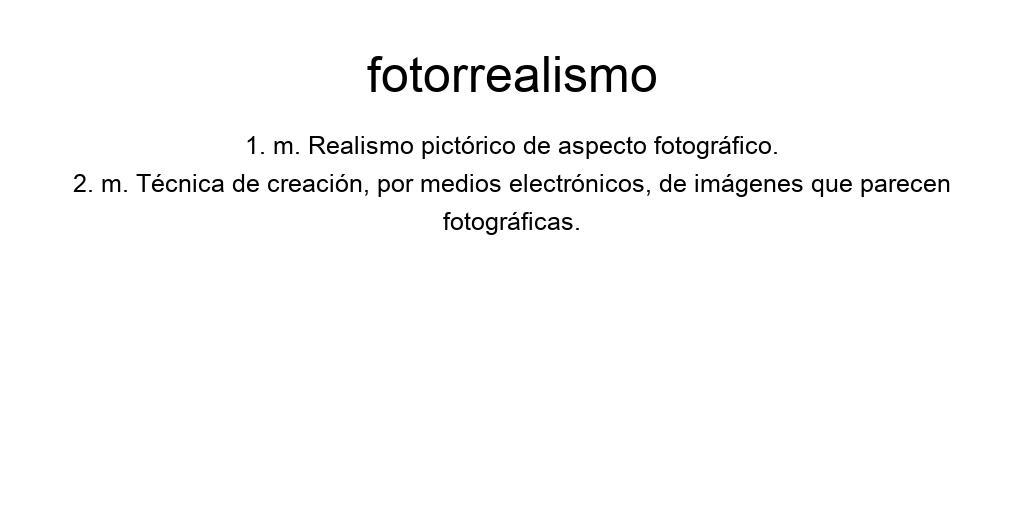 fotorrealismo
1. m. Realismo pictórico de aspecto fotográfico.
2. m. Técnica de creación, por medios electrónicos, de imágenes que parecen
fotográficas.